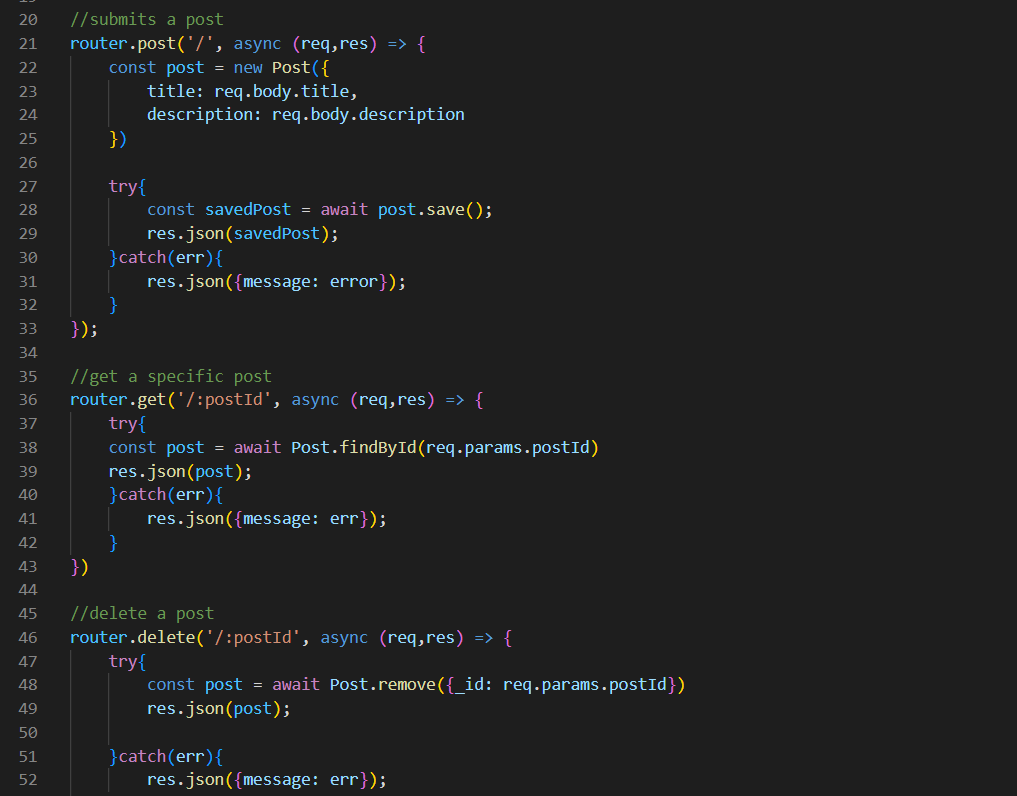 20 //submits a post
21 router.post('/', async (req,res) => {
22 const post = new Post({
23 title: req.body.title,
24 description: req.body.description
25 })
26
27 try{
28 const savedPost = await post.save();
29 res.json(savedPost);
30 }catch(err){
31 res.json({message: error});
32 }
33 });
34
35 //get a specific post
36 router.get('/:postId', async (req,res) => {
37 try{
38 const post = await Post.findById(req.params.postId)
39 res.json(post);
40 }catch(err){
41 res.json({message: err});
42 }
43 })
44
45 //delete a post
46 router.delete('/:postId', async (req,res) => {
47 try{
48 const post = await Post.remove({_id: req.params.postId})
49 res.json(post);
50
51 }catch(err){
52 res.json({message: err});